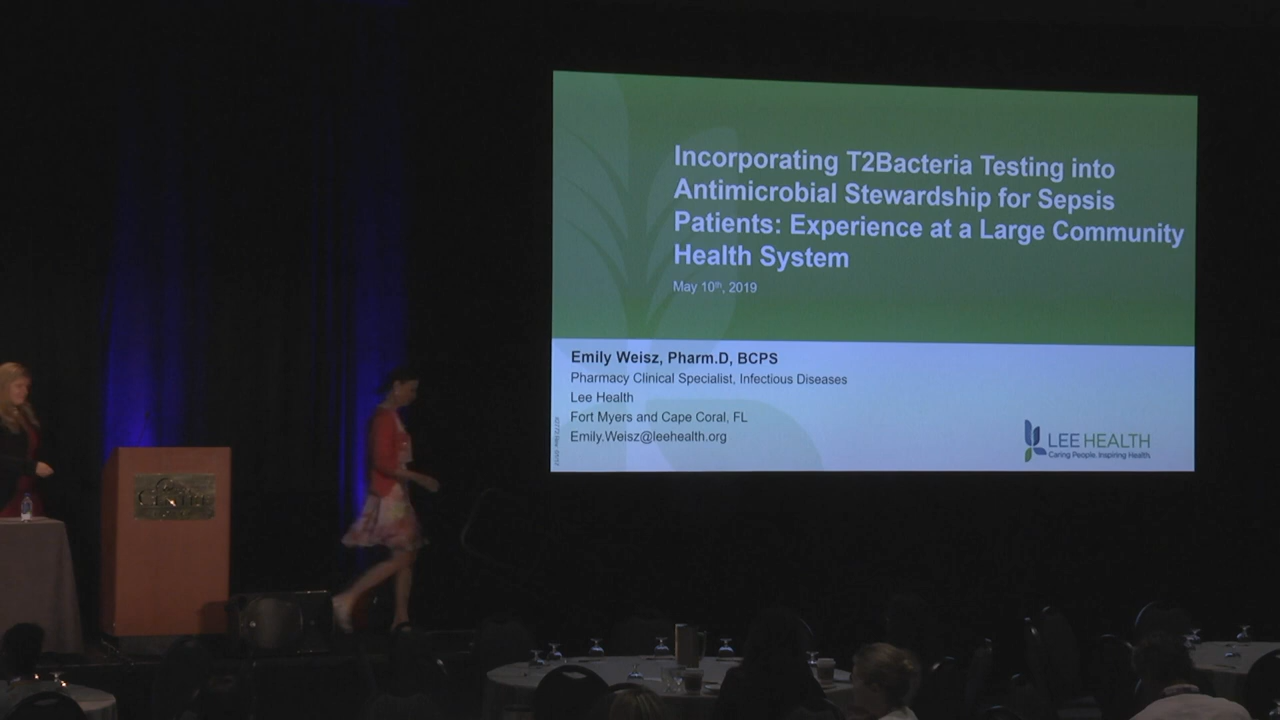 Incorporating T2Bacteria Testing into
Antimicrobial Stewardship for Sepsis
Patients: Experience at a Large Community
Health System
May 10th, 2019
Emily Weisz, Pharm.D, BCPS
Pharmacy Clinical Specialist, Infectious Diseases
Lee Health
Fort Myers and Cape Coral, FL
Emily.Weisz@leehealth.org
LEE HEALTH
Caring People. Inspiring Health